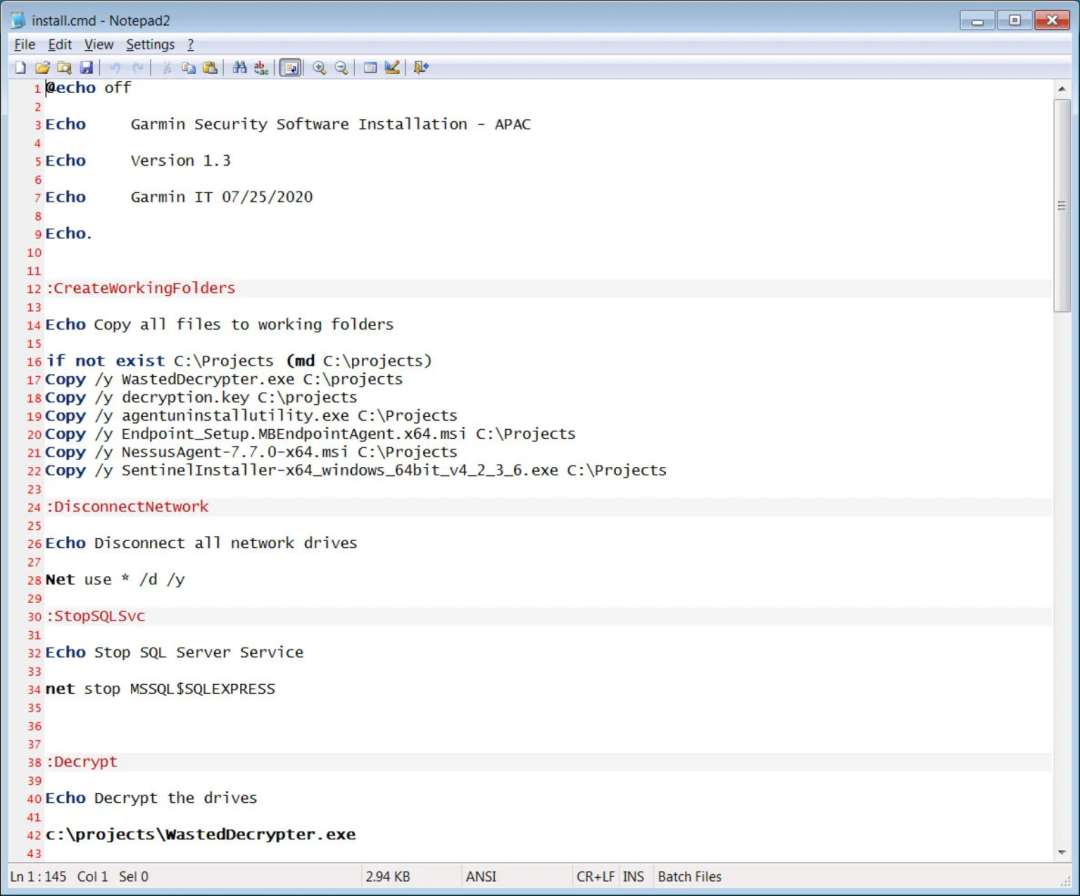 install.cmd - Notepad2
File Edit View Settings ?
1 @echo off
2
3 Echo Garmin Security Software Installation - APAC
4
5 Echo Version 1.3
6
7 Echo Garmin IT 07/25/2020
8
9 Echo.
10
11
12 :CreateWorkingFolders
13
14 Echo Copy all files to working folders
15
16 if not exist C:\Projects (md C:\projects)
17 Copy /y WastedDecrypter.exe C:\projects
18 Copy /y decryption.key C:\projects
19 Copy /y agentuninstallutility.exe C:\Projects
20 Copy /y Endpoint_Setup.MBEndpointAgent.x64.msi C:\Projects
21 Copy /y NessusAgent-7.7.0-x64.msi C:\Projects
22 Copy /y SentinelInstaller-x64_windows_64bit_v4_2_3_6.exe C:\Projects
23
24 :DisconnectNetwork
25
26 Echo Disconnect all network drives
27
28 Net use * /d /y
29
30 :StopSQLSvc
31
32 Echo Stop SQL Server Service
33
34 net stop MSSQL$SQLEXPRESS
35
36
37
38 :Decrypt
39
40 Echo Decrypt the drives
41
42 c:\projects\WastedDecrypter.exe
43
Ln 1 : 145 Col 1 Sel 0 2.94 KB ANSI CR+LF INS Batch Files